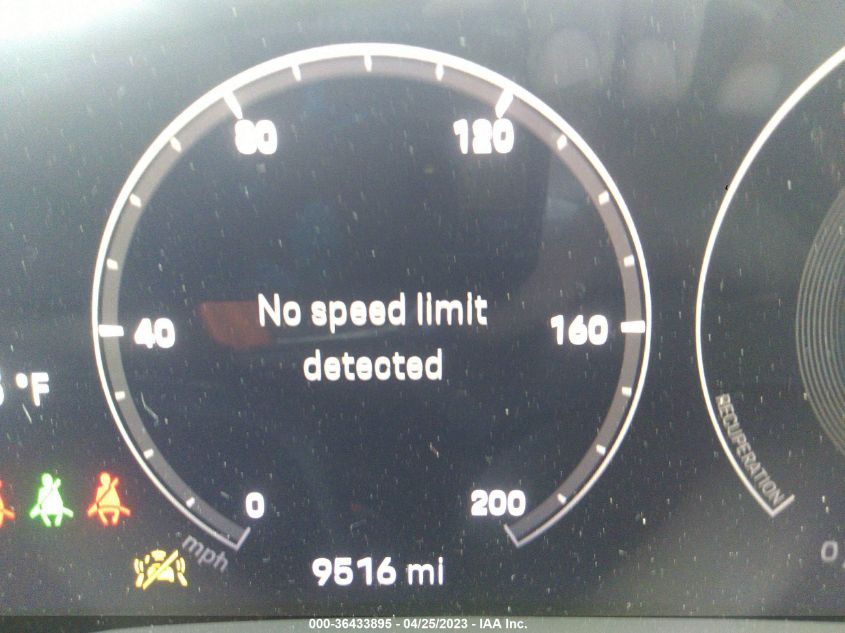 80
120
No speed limit
detected
40
160
°F
RECUPERATION
0
200
mph
9516 mi
0
000-36433895 - 04/25/2023 - IAA Inc.